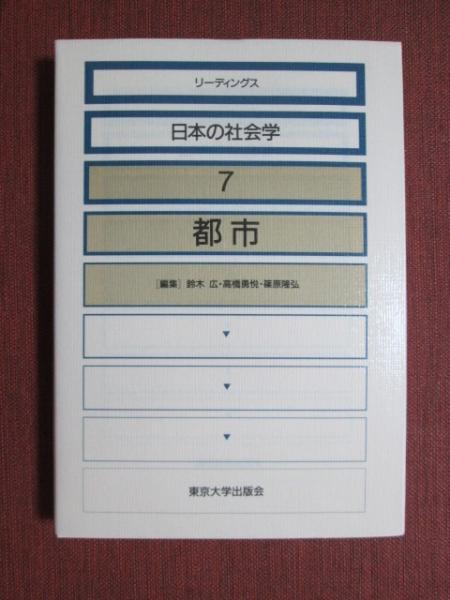 リーディングス
日本の社会学
7
都市
[編集] 鈴木 広・高橋勇悦・篠原隆弘
▼
▼
▼
東京大学出版会